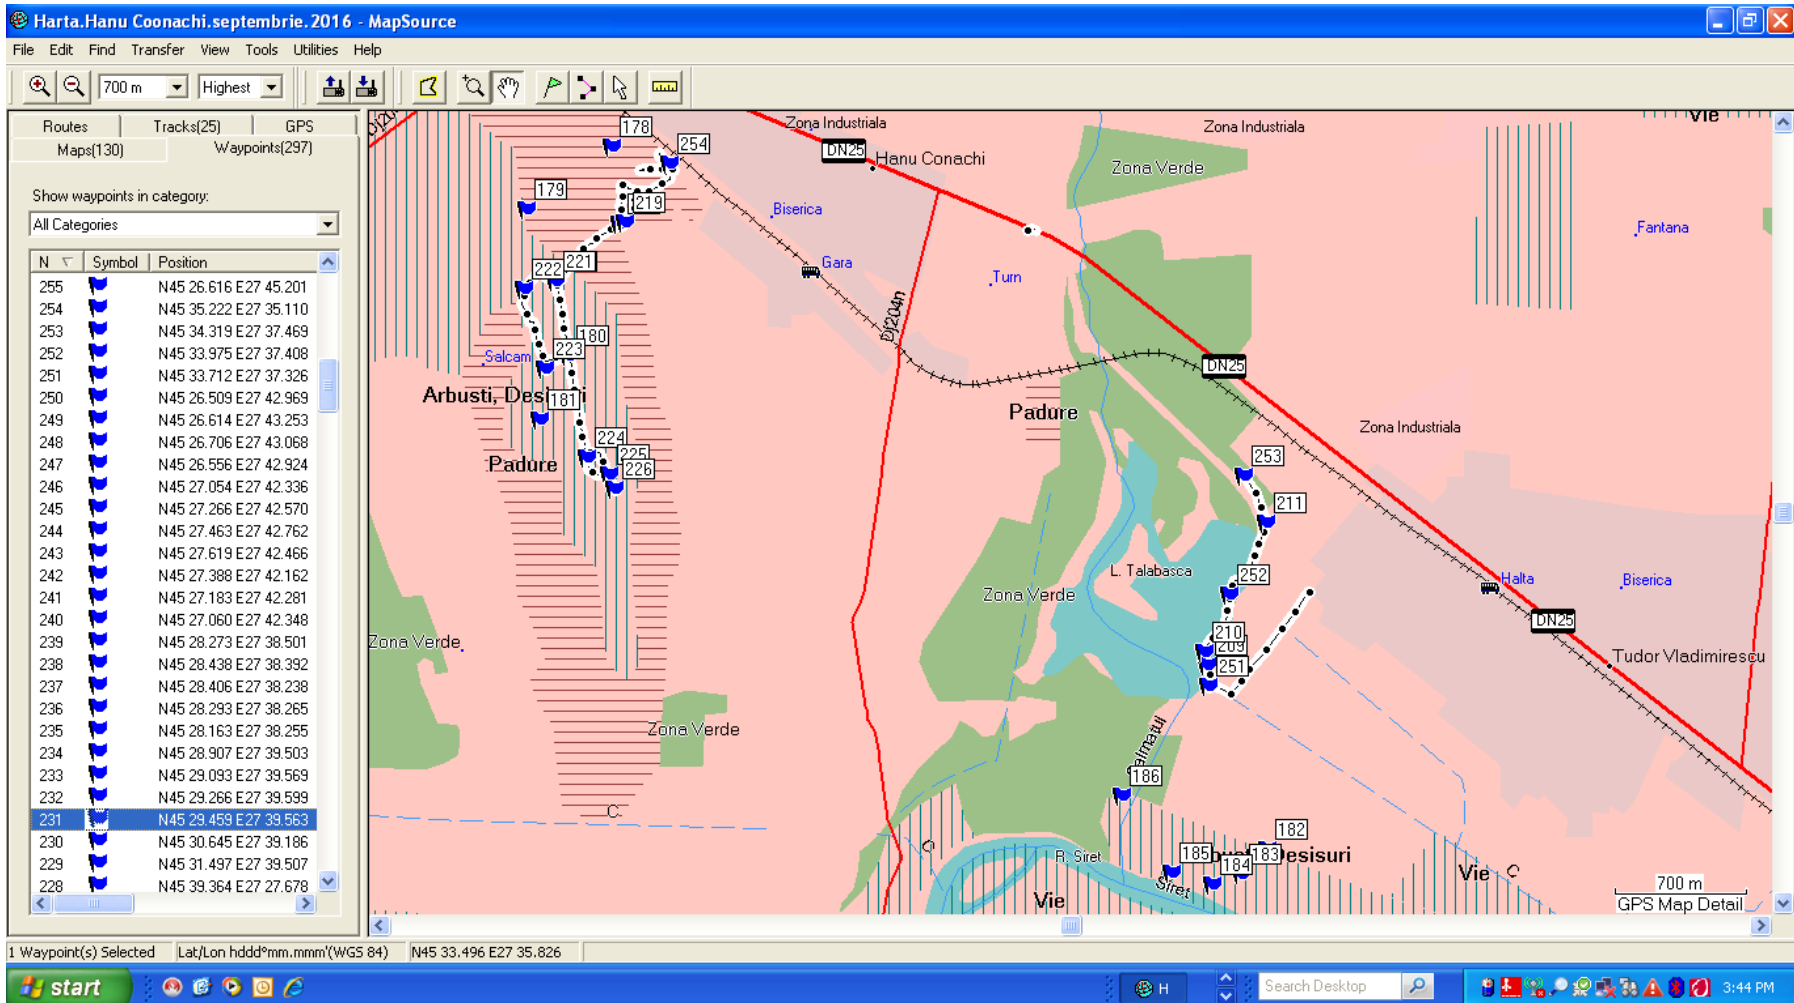 Harta.Hanu Coonachi.septembrie.2016 - MapSource
File Edit Find Transfer View Tools Utilities Help
700 m Highest
Routes Tracks(25) GPS
Maps(130) Waypoints(297)
Show waypoints in category:
All Categories
N Symbol Position
255 N45 26.616 E27 45.201
254 N45 35.222 E27 35.110
253 N45 34.319 E27 37.469
252 N45 33.975 E27 37.408
251 N45 33.712 E27 37.326
250 N45 26.509 E27 42.969
249 N45 26.614 E27 43.253
248 N45 26.706 E27 43.068
247 N45 26.556 E27 42.924
246 N45 27.054 E27 42.336
245 N45 27.266 E27 42.570
244 N45 27.463 E27 42.762
243 N45 27.619 E27 42.466
242 N45 27.388 E27 42.162
241 N45 27.183 E27 42.281
240 N45 27.060 E27 42.348
239 N45 28.273 E27 38.501
238 N45 28.438 E27 38.392
237 N45 28.406 E27 38.238
236 N45 28.293 E27 38.265
235 N45 28.163 E27 38.255
234 N45 28.907 E27 39.503
233 N45 29.093 E27 39.569
232 N45 29.266 E27 39.599
231 N45 29.459 E27 39.563
230 N45 30.645 E27 39.186
229 N45 31.497 E27 39.507
228 N45 39.364 E27 27.678
Zona Industriala
Zona Industriala
Vie
178
254
DN25
Hanu Conachi
Zona Verde
179
219
Biserica
Fantana
222
221
Gara
Turn
Dj204n
180
223
Salcam
DN25
Arbusti, Desisuri
181
Padure
Zona Industriala
224
225
226
Padure
253
211
L. Talabasca
252
Halta
Biserica
Zona Verde
DN25
210
209
251
Zona Verde
Tudor Vladimirescu
Zona Verde
186
C
182
R. Siret
185
184
183
Desisuri
Siret
Vie
C
C
Vie
700 m
GPS Map Detail
1 Waypoint(s) Selected Lat/Lon hddd°mm.mmm'(WGS 84) N45 33.496 E27 35.826
start H Search Desktop 3:44 PM